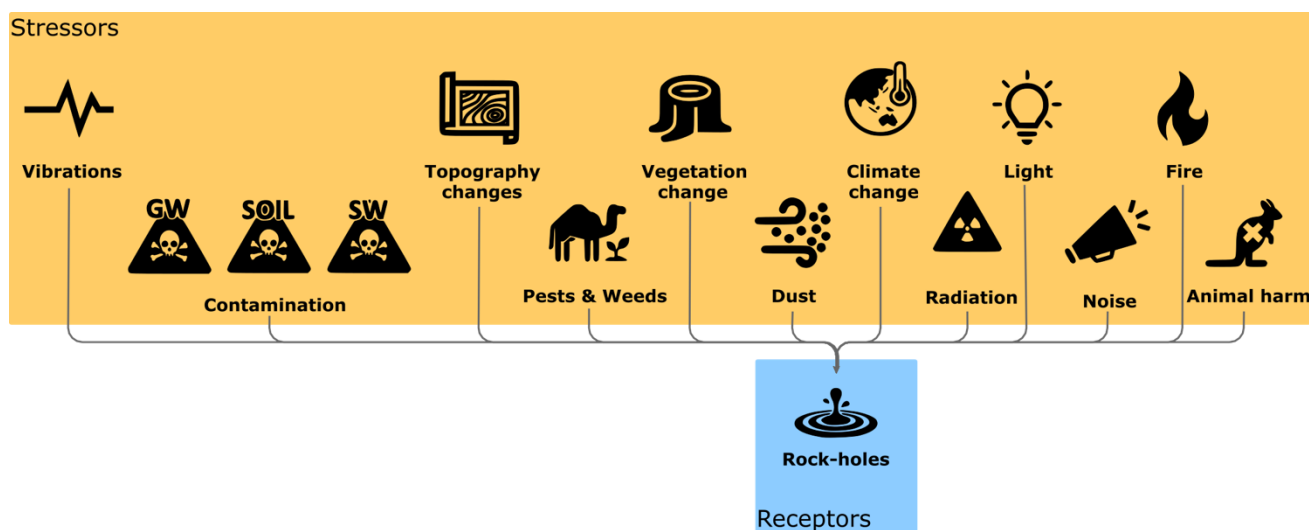 Stressors
Vibrations
GW
SOIL
SW
Contamination
Topography
changes
Pests & Weeds
Vegetation
change
Dust
Climate
change
Radiation
Light
Noise
Fire
Animal harm
Rock-holes
Receptors